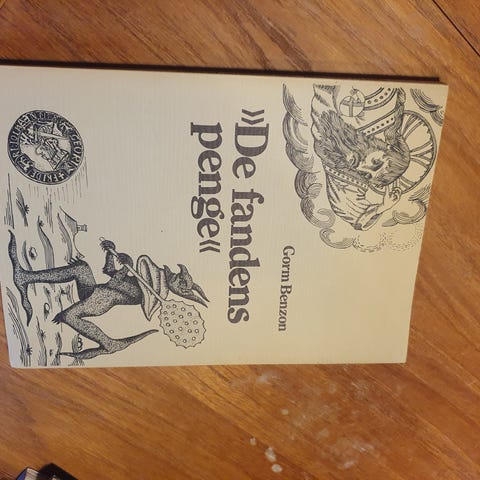 Gorm Benzon
»De fandens
penge«